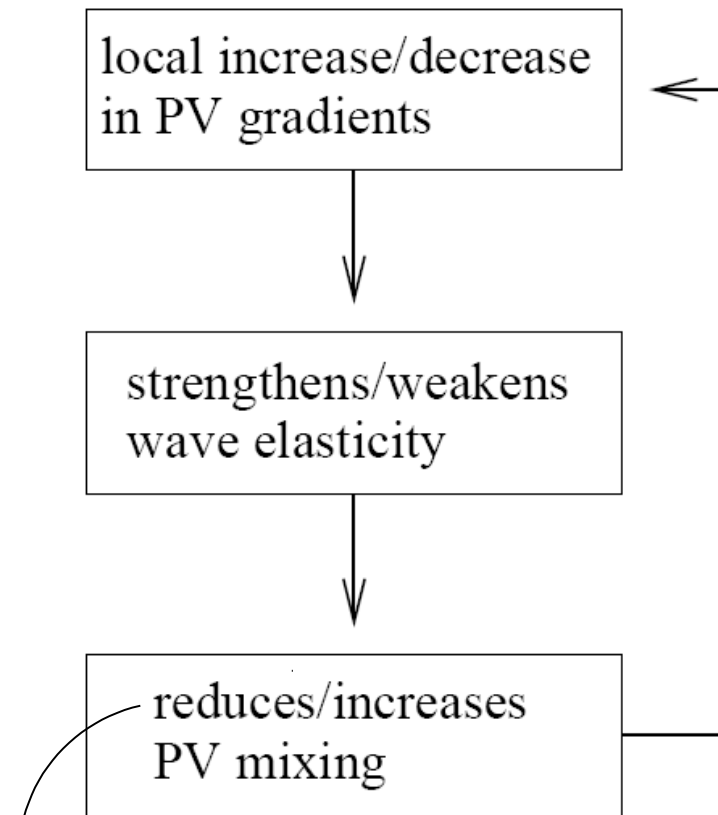 local increase/decrease
in PV gradients
strengthens/weakens
wave elasticity
reduces/increases
PV mixing